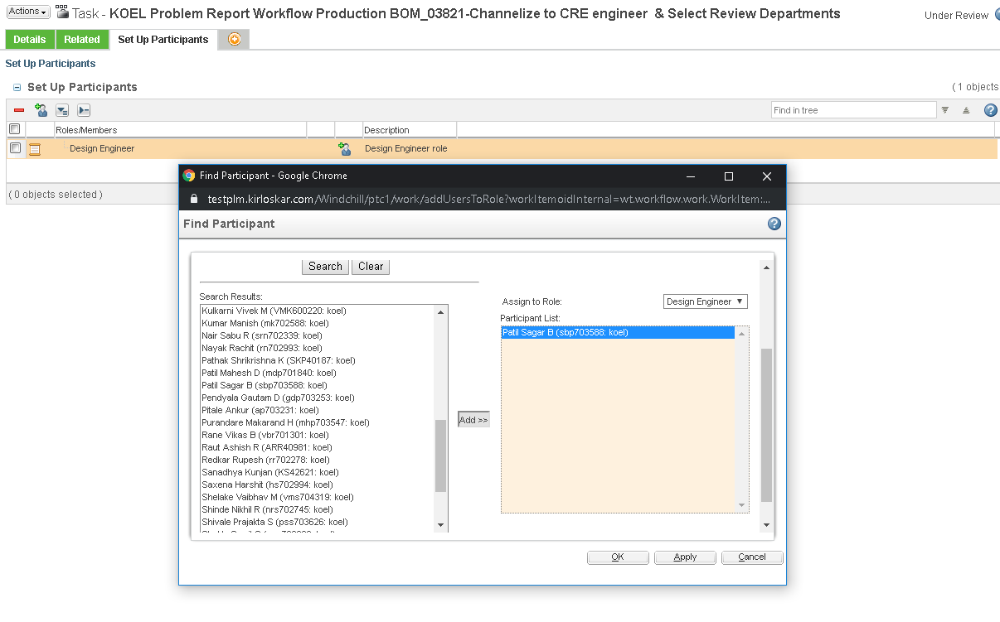 Actions
Task - KOEL Problem Report Workflow Production BOM_03821-Channelize to CRE engineer & Select Review Departments
Under Review
Details
Related
Set Up Participants
Set Up Participants
Set Up Participants
( 1 objects
Find in tree
Roles/Members
Description
Design Engineer
Design Engineer role
( 0 objects selected )
Find Participant - Google Chrome
testplm.kirloskar.com/Windchill/ptc1/work/addUsersToRole?workItemoidInternal=wt.workflow.work.WorkItem:...
Find Participant
Search
Clear
Search Results:
Kulkarni Vivek M (VMK600220: koel)
Kumar Manish (mk702588: koel)
Nair Sabu R (srn702339: koel)
Nayak Rachit (rn702993: koel)
Pathak Shrikrishna K (SKP40187: koel)
Patil Mahesh D (mdp701840: koel)
Patil Sagar B (sbp703588: koel)
Pendyala Gautam D (gdp703253: koel)
Pitale Ankur (ap703231: koel)
Purandare Makarand H (mhp703547: koel)
Rane Vikas B (vbr701301: koel)
Raut Ashish R (ARR40981: koel)
Redkar Rupesh (rr702278: koel)
Sanadhya Kunjan (KS42621: koel)
Saxena Harshit (hs702994: koel)
Shelake Vaibhav M (vms704319: koel)
Shinde Nikhil R (nrs702745: koel)
Shivale Prajakta S (pss703626: koel)
Add >>
Assign to Role:
Design Engineer
Participant List:
Patil Sagar B (sbp703588: koel)
OK
Apply
Cancel